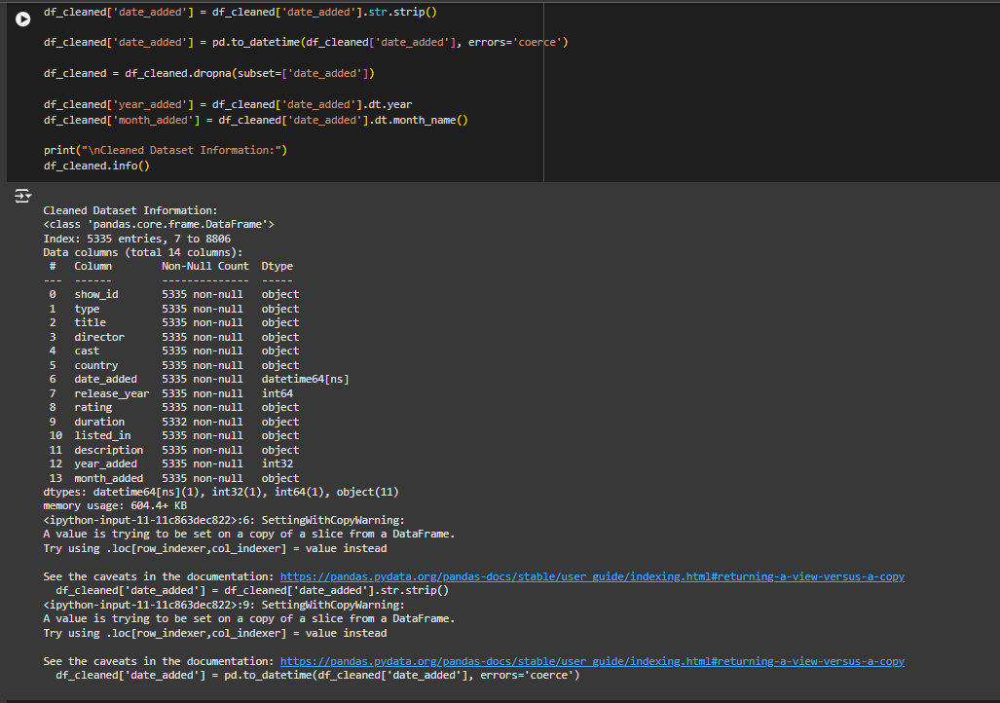 df_cleaned['date_added'] = df_cleaned['date_added'].str.strip()
df_cleaned['date_added'] = pd.to_datetime(df_cleaned['date_added'], errors='coerce')
df_cleaned = df_cleaned.dropna(subset=['date_added'])
df_cleaned['year_added'] = df_cleaned['date_added'].dt.year
df_cleaned['month_added'] = df_cleaned['date_added'].dt.month_name()
print("\nCleaned Dataset Information:")
df_cleaned.info()
Cleaned Dataset Information:
<class 'pandas.core.frame.DataFrame'>
Index: 5335 entries, 7 to 8806
Data columns (total 14 columns):
 #   Column        Non-Null Count  Dtype
---  ------        --------------  -----
 0   show_id       5335 non-null   object
 1   type          5335 non-null   object
 2   title         5335 non-null   object
 3   director      5335 non-null   object
 4   cast          5335 non-null   object
 5   country       5335 non-null   object
 6   date_added    5335 non-null   datetime64[ns]
 7   release_year  5335 non-null   int64
 8   rating        5335 non-null   object
 9   duration      5332 non-null   object
 10  listed_in     5335 non-null   object
 11  description   5335 non-null   object
 12  year_added    5335 non-null   int32
 13  month_added   5335 non-null   object
dtypes: datetime64[ns](1), int32(1), int64(1), object(11)
memory usage: 604.4+ KB
<ipython-input-11-11c863dec822>:6: SettingWithCopyWarning:
A value is trying to be set on a copy of a slice from a DataFrame.
Try using .loc[row_indexer,col_indexer] = value instead
See the caveats in the documentation: https://pandas.pydata.org/pandas-docs/stable/user_guide/indexing.html#returning-a-view-versus-a-copy
  df_cleaned['date_added'] = df_cleaned['date_added'].str.strip()
<ipython-input-11-11c863dec822>:9: SettingWithCopyWarning:
A value is trying to be set on a copy of a slice from a DataFrame.
Try using .loc[row_indexer,col_indexer] = value instead
See the caveats in the documentation: https://pandas.pydata.org/pandas-docs/stable/user_guide/indexing.html#returning-a-view-versus-a-copy
  df_cleaned['date_added'] = pd.to_datetime(df_cleaned['date_added'], errors='coerce')